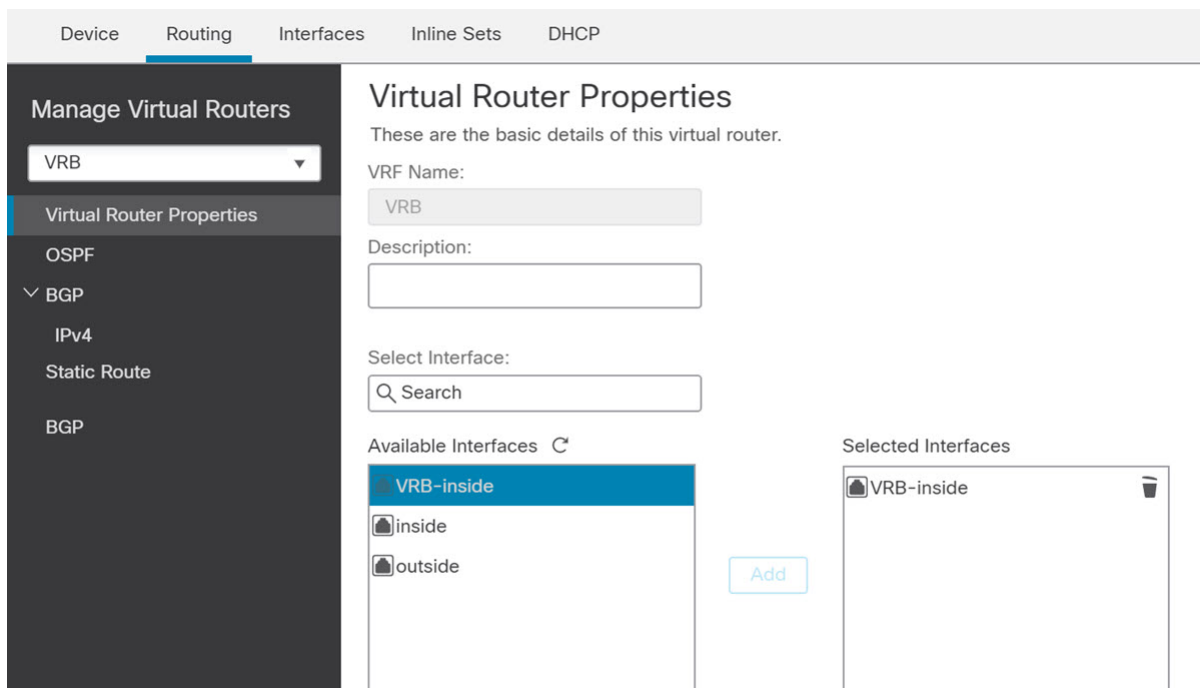 Device Routing Interfaces Inline Sets DHCP
Manage Virtual Routers
VRB
Virtual Router Properties
OSPF
BGP
IPv4
Static Route
BGP
Virtual Router Properties
These are the basic details of this virtual router.
VRF Name:
VRB
Description:
Select Interface:
Search
Available Interfaces
VRB-inside
inside
outside
Add
Selected Interfaces
VRB-inside